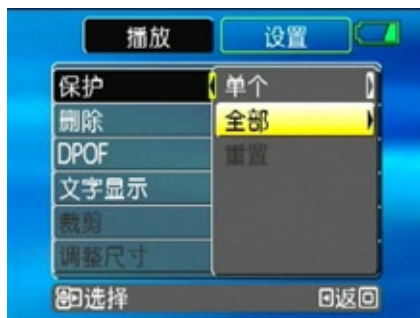 播放 设置
保护 单个
删除 全部
DPOF 重置
文字显示
裁剪
调整尺寸
选择 返回